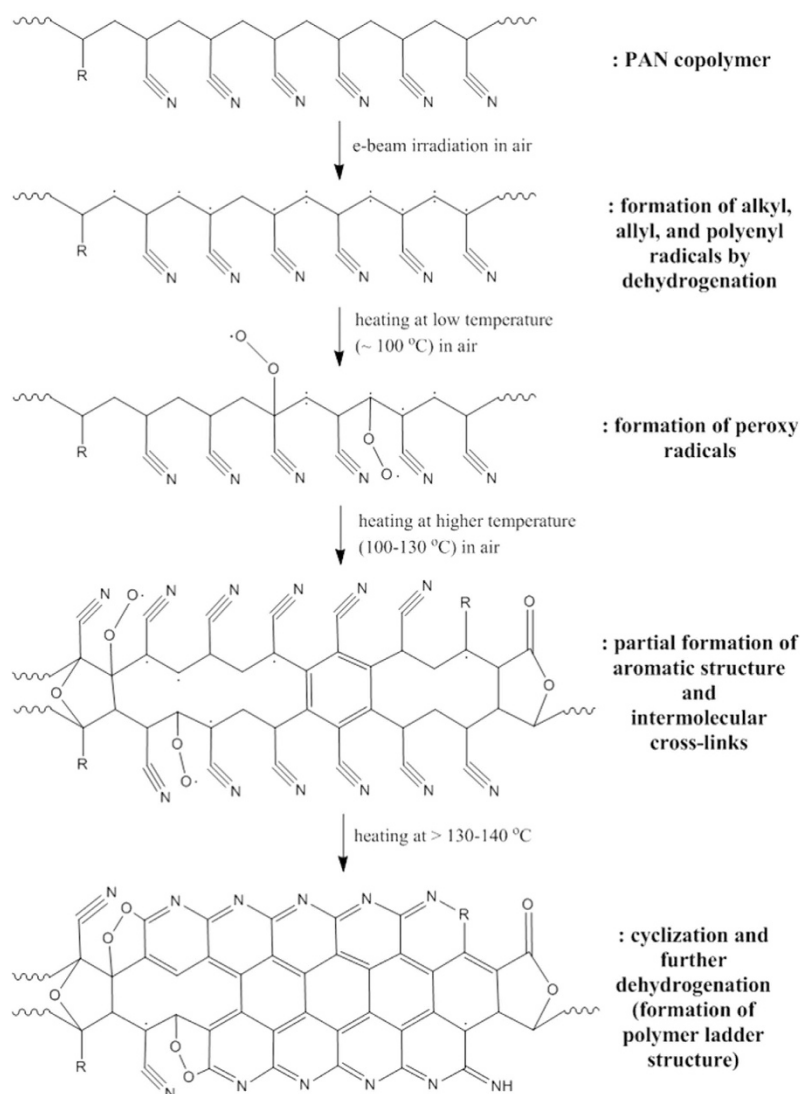 R N N N N N N
: PAN copolymer
e-beam irradiation in air
R N N N N N N
: formation of alkyl,
allyl, and polyenyl
radicals by
dehydrogenation
heating at low temperature
(~ 100 °C) in air
·O
O
O
R N N N N O· N N
: formation of peroxy
radicals
heating at higher temperature
(100-130 °C) in air
N O· N N N N N R O
O
O O
O
R O· N N N N N N
: partial formation of
aromatic structure
and
intermolecular
cross-links
heating at > 130-140 °C
N O N N N N N R O
O
O O
O
R O N N N N N NH
: cyclization and
further
dehydrogenation
(formation of
polymer ladder
structure)